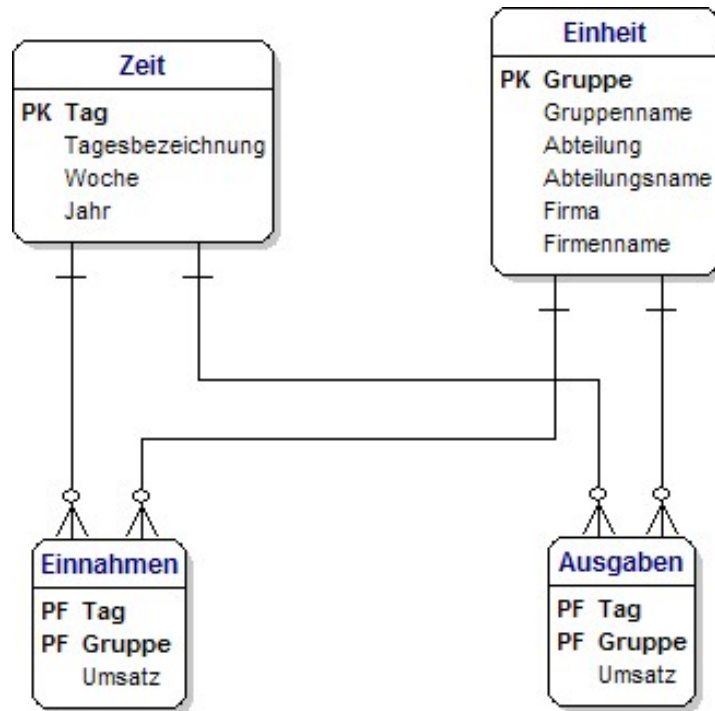 Zeit
PK Tag
Tagesbezeichnung
Woche
Jahr
Einheit
PK Gruppe
Gruppenname
Abteilung
Abteilungsname
Firma
Firmenname
Einnahmen
PF Tag
PF Gruppe
Umsatz
Ausgaben
PF Tag
PF Gruppe
Umsatz